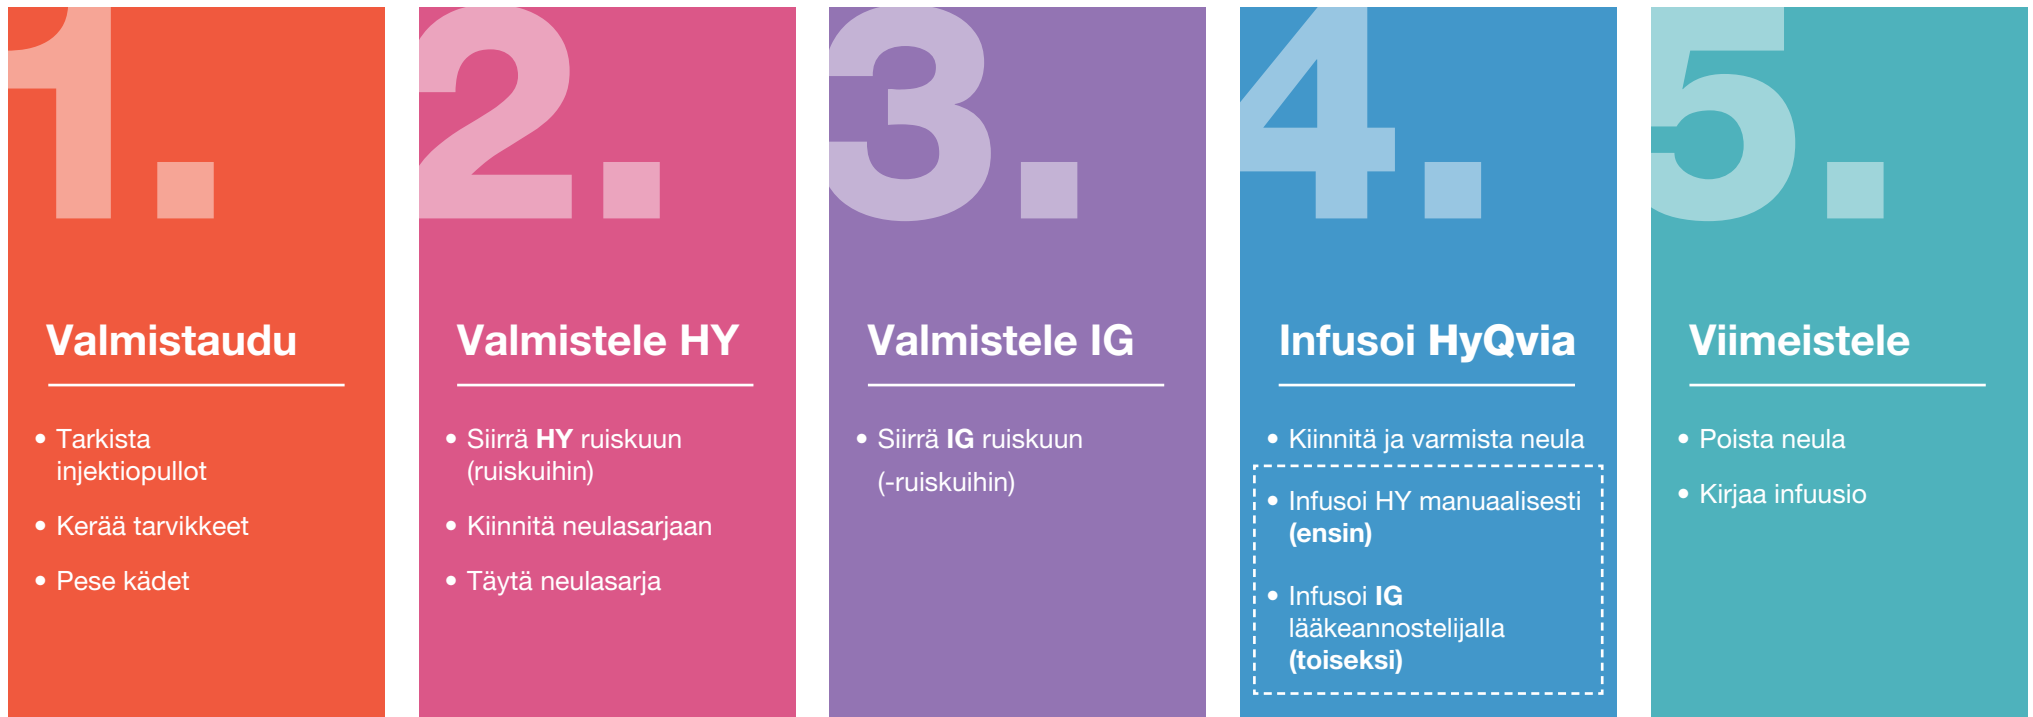 1.
Valmistaudu
• Tarkista
injektiopullot
• Kerää tarvikkeet
• Pese kädet
2.
Valmistele HY
• Siirrä HY ruiskuun
(ruiskuihin)
• Kiinnitä neulasarjaan
• Täytä neulasarja
3.
Valmistele IG
• Siirrä IG ruiskuun
(-ruiskuihin)
4.
Infusoi HyQvia
• Kiinnitä ja varmista neula
• Infusoi HY manuaalisesti
(ensin)
• Infusoi IG
lääkeannostelijalla
(toiseksi)
5.
Viimeistele
• Poista neula
• Kirjaa infuusio